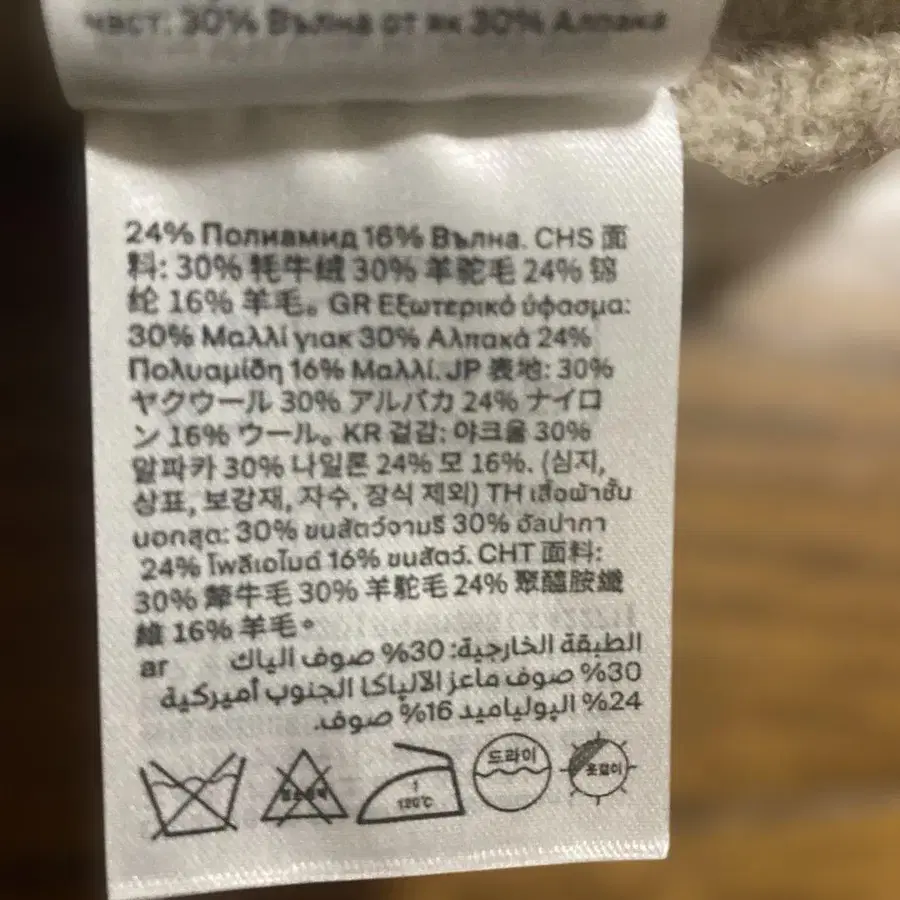 част: 30% Вълна от як 30% Алпака
24% Полиамид 16% Вълна. CHS 面
料: 30% 牦牛绒 30% 羊驼毛 24% 锦
纶 16% 羊毛。GR Εξωτερικό ύφασμα:
30% Μαλλί γιακ 30% Αλπακά 24%
Πολυαμίδη 16% Μαλλί. JP 表地: 30%
ヤクウール 30% アルパカ 24% ナイロ
ン 16% ウール。KR 겉감: 야크울 30%
알파카 30% 나일론 24% 모 16%. (심지,
상표, 보강재, 자수, 장식 제외) TH เสื้อผ้าชั้น
นอกสุด: 30% ขนสัตว์จามรี 30% อัลปากา
24% โพลีเอไมด์ 16% ขนสัตว์. CHT 面料:
30% 犛牛毛 30% 羊駝毛 24% 聚醯胺纖
維 16% 羊毛。
ar الطبقة الخارجية: 30% صوف الياك
30% صوف ماعز الالباكا الجنوب أميركية
24% البولياميد 16% صوف.
1
120℃
드라이
옷걸이